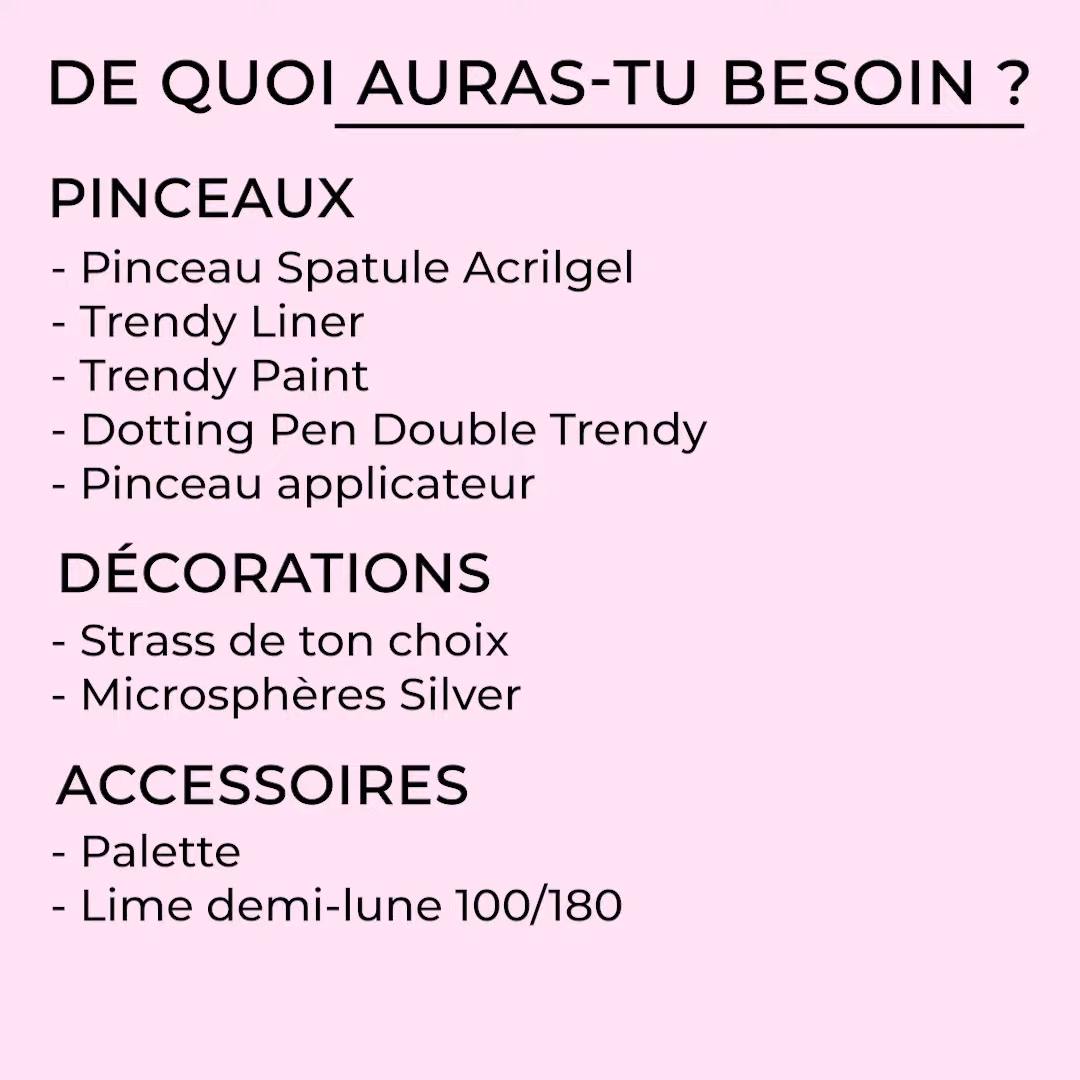 DE QUOI AURAS-TU BESOIN ?
PINCEAUX
- Pinceau Spatule Acrilgel
- Trendy Liner
- Trendy Paint
- Dotting Pen Double Trendy
- Pinceau applicateur
DÉCORATIONS
- Strass de ton choix
- Microsphères Silver
ACCESSOIRES
- Palette
- Lime demi-lune 100/180